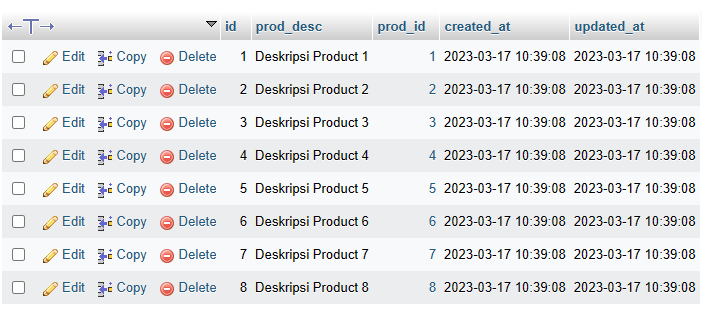 id prod_desc prod_id created_at updated_at
Edit Copy Delete 1 Deskripsi Product 1 1 2023-03-17 10:39:08 2023-03-17 10:39:08
Edit Copy Delete 2 Deskripsi Product 2 2 2023-03-17 10:39:08 2023-03-17 10:39:08
Edit Copy Delete 3 Deskripsi Product 3 3 2023-03-17 10:39:08 2023-03-17 10:39:08
Edit Copy Delete 4 Deskripsi Product 4 4 2023-03-17 10:39:08 2023-03-17 10:39:08
Edit Copy Delete 5 Deskripsi Product 5 5 2023-03-17 10:39:08 2023-03-17 10:39:08
Edit Copy Delete 6 Deskripsi Product 6 6 2023-03-17 10:39:08 2023-03-17 10:39:08
Edit Copy Delete 7 Deskripsi Product 7 7 2023-03-17 10:39:08 2023-03-17 10:39:08
Edit Copy Delete 8 Deskripsi Product 8 8 2023-03-17 10:39:08 2023-03-17 10:39:08